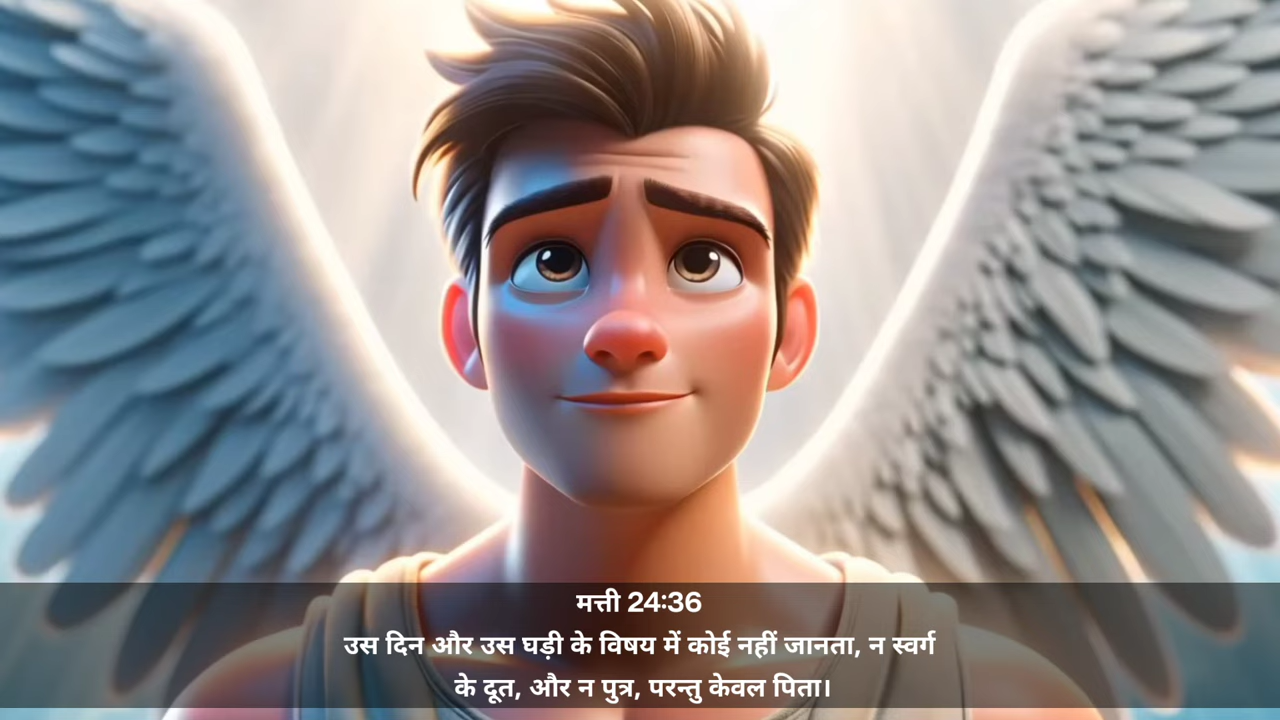 मत्ती 24:36
उस दिन और उस घड़ी के विषय में कोई नहीं जानता, न स्वर्ग
के दूत, और न पुत्र, परन्तु केवल पिता।